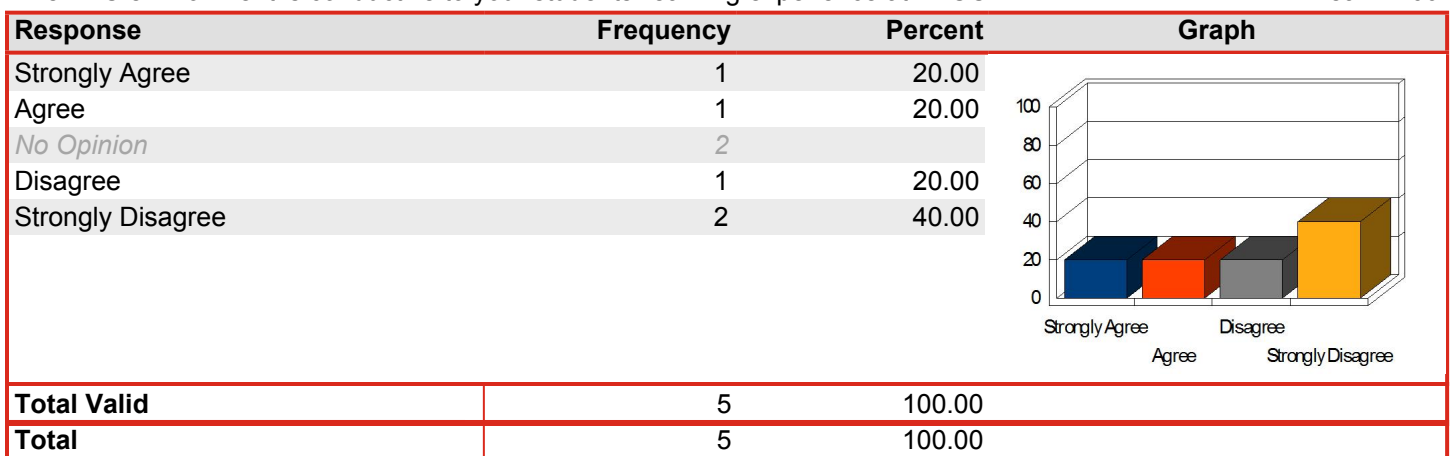 Response Frequency Percent Graph
Strongly Agree 1 20.00
Agree 1 20.00
No Opinion 2
Disagree 1 20.00
Strongly Disagree 2 40.00
100
80
60
40
20
0
Strongly Agree Disagree
Agree Strongly Disagree
Total Valid 5 100.00
Total 5 100.00